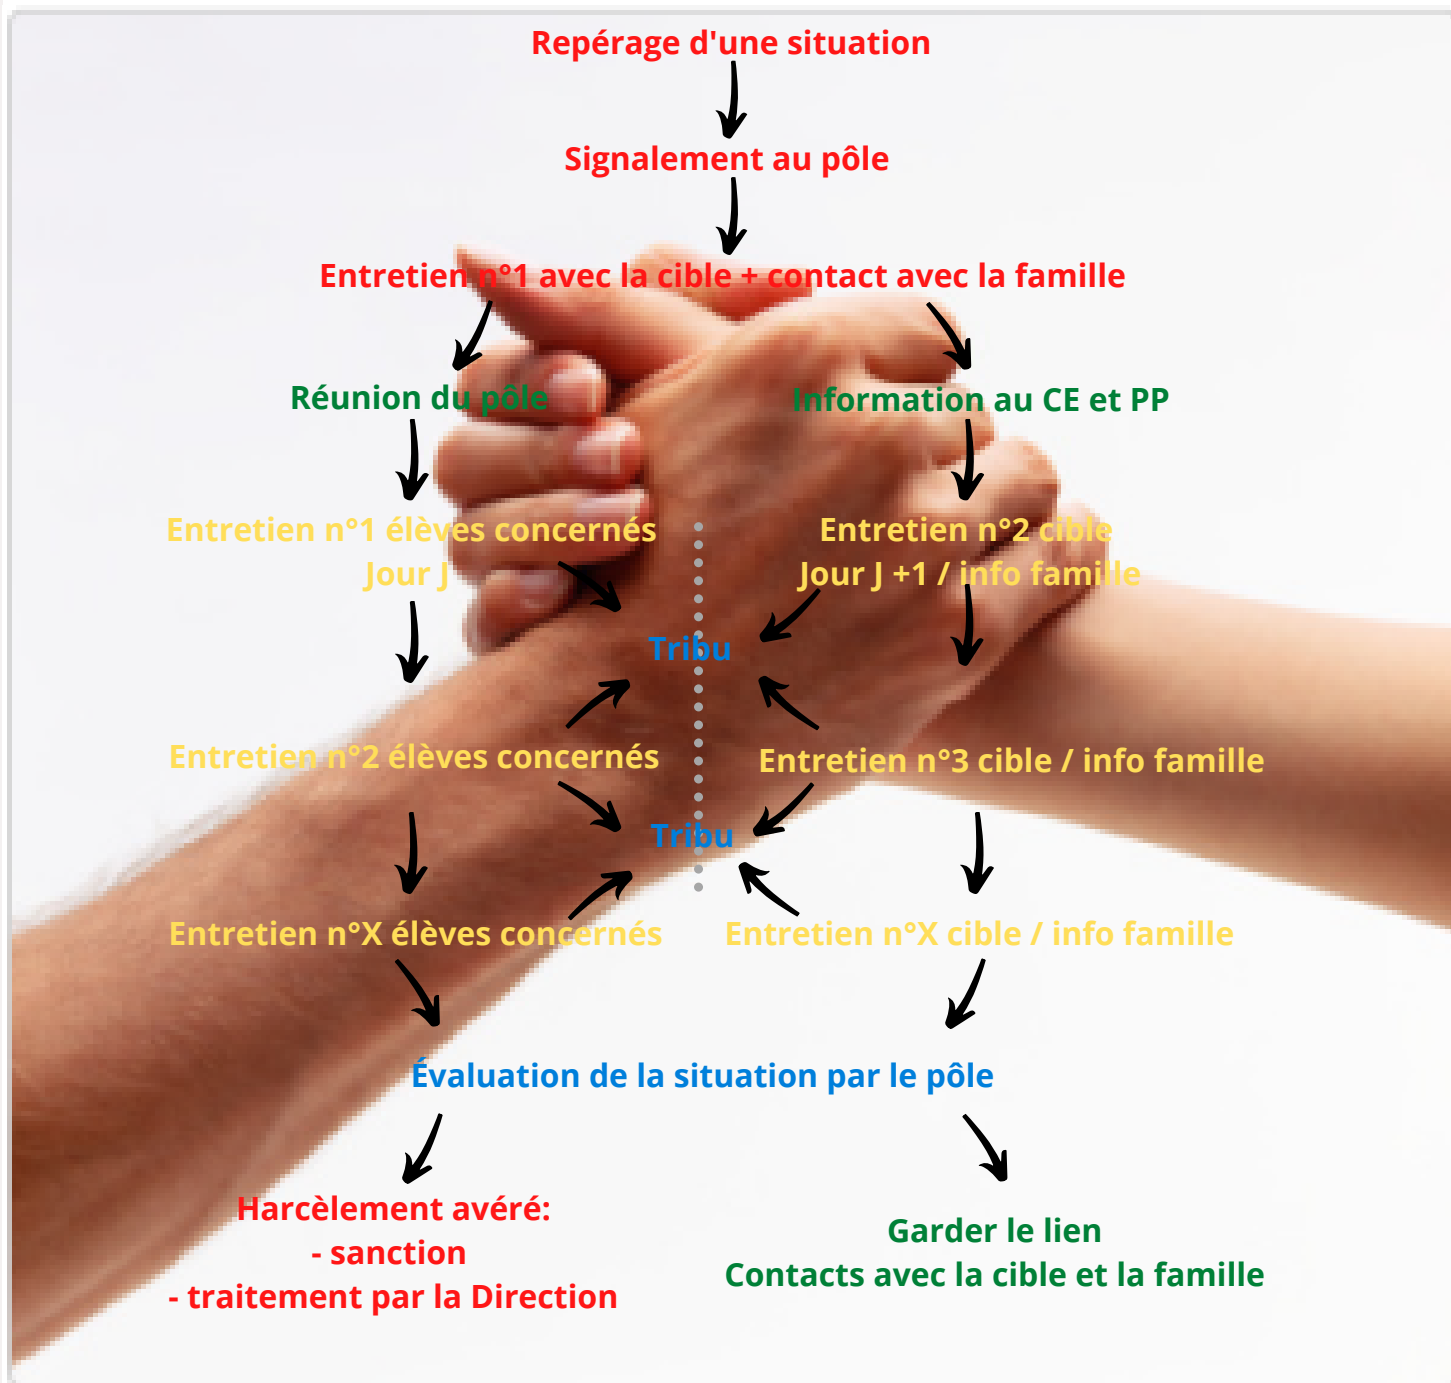 Repérage d'une situation
Signalement au pôle
Entretien n°1 avec la cible + contact avec la famille
Réunion du pôle
Information au CE et PP
Entretien n°1 élèves concernés
Jour J
Entretien n°2 cible
Jour J +1 / info famille
Tribu
Entretien n°2 élèves concernés
Entretien n°3 cible / info famille
Tribu
Entretien n°X élèves concernés
Entretien n°X cible / info famille
Évaluation de la situation par le pôle
Harcèlement avéré:
- sanction
- traitement par la Direction
Garder le lien
Contacts avec la cible et la famille